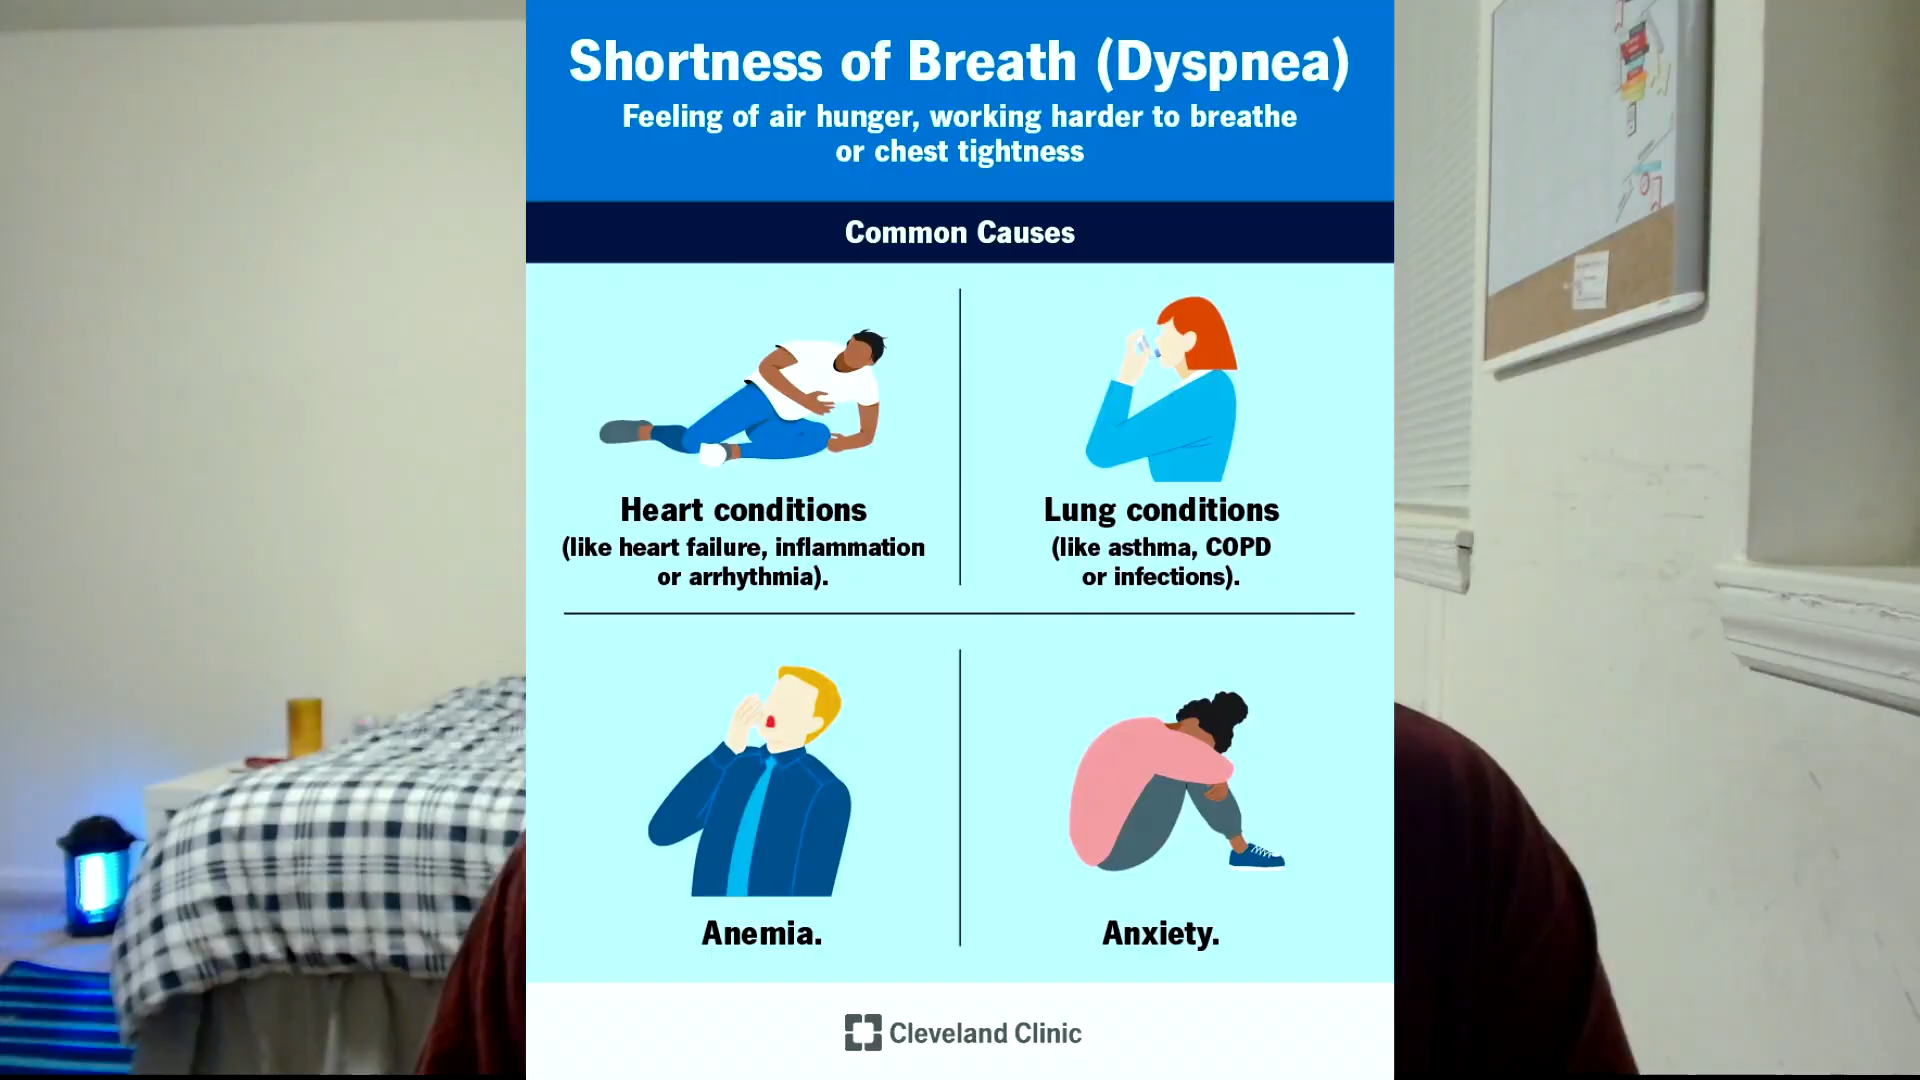 Shortness of Breath (Dyspnea)
Feeling of air hunger, working harder to breathe
or chest tightness
Common Causes
Heart conditions
(like heart failure, inflammation
or arrhythmia).
Lung conditions
(like asthma, COPD
or infections).
Anemia.
Anxiety.
Cleveland Clinic